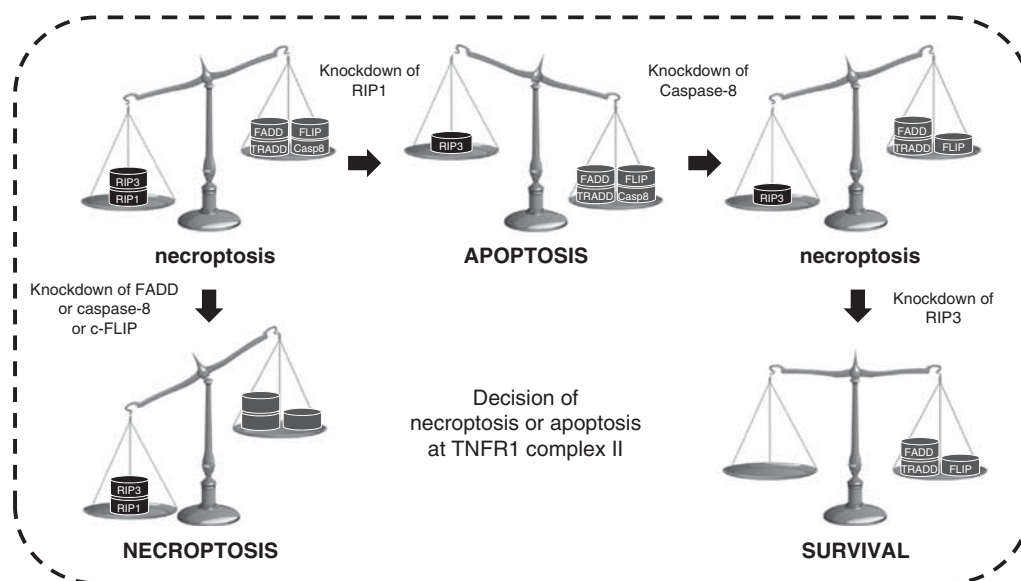 Knockdown of
RIP1
Knockdown of
Caspase-8
FADD FLIP
TRADD Casp8
RIP3
RIP1
RIP3
FADD FLIP
TRADD Casp8
FADD
TRADD FLIP
RIP3
necroptosis
APOPTOSIS
necroptosis
Knockdown of FADD
or caspase-8
or c-FLIP
Knockdown of
RIP3
Decision of
necroptosis or apoptosis
at TNFR1 complex II
RIP3
RIP1
FADD
TRADD FLIP
NECROPTOSIS
SURVIVAL